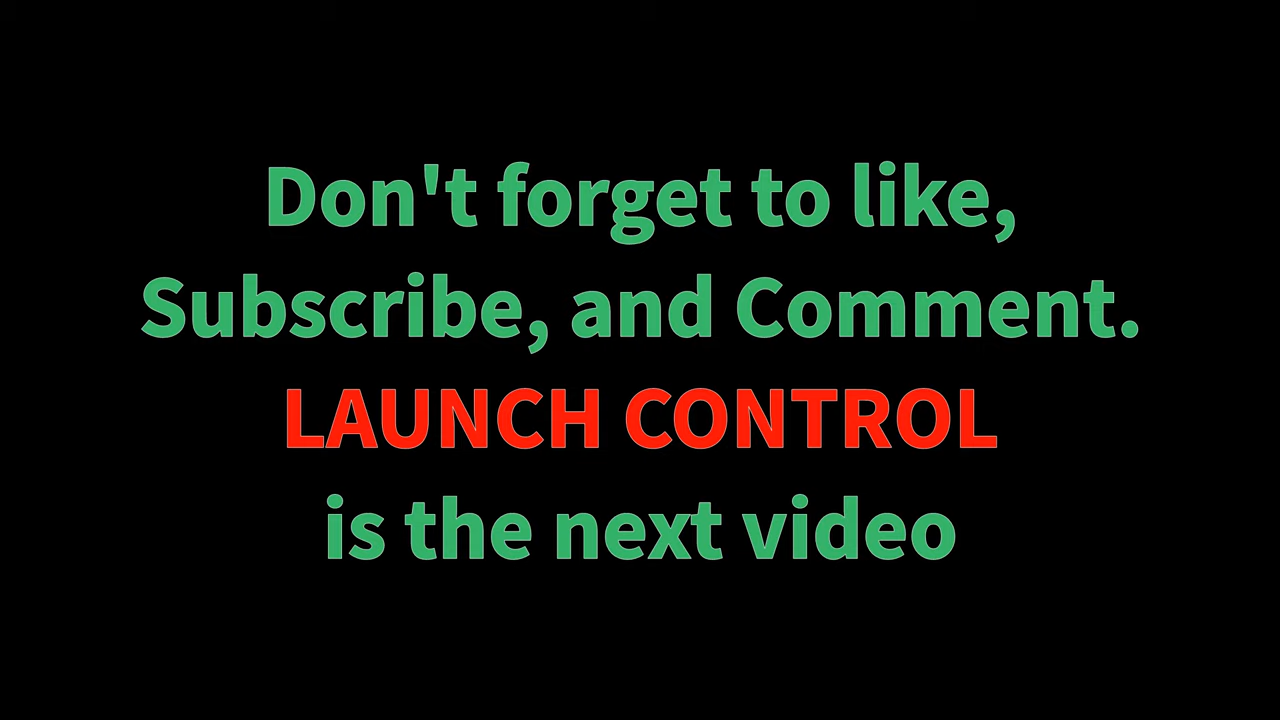 Don't forget to like,
Subscribe, and Comment.
LAUNCH CONTROL
is the next video